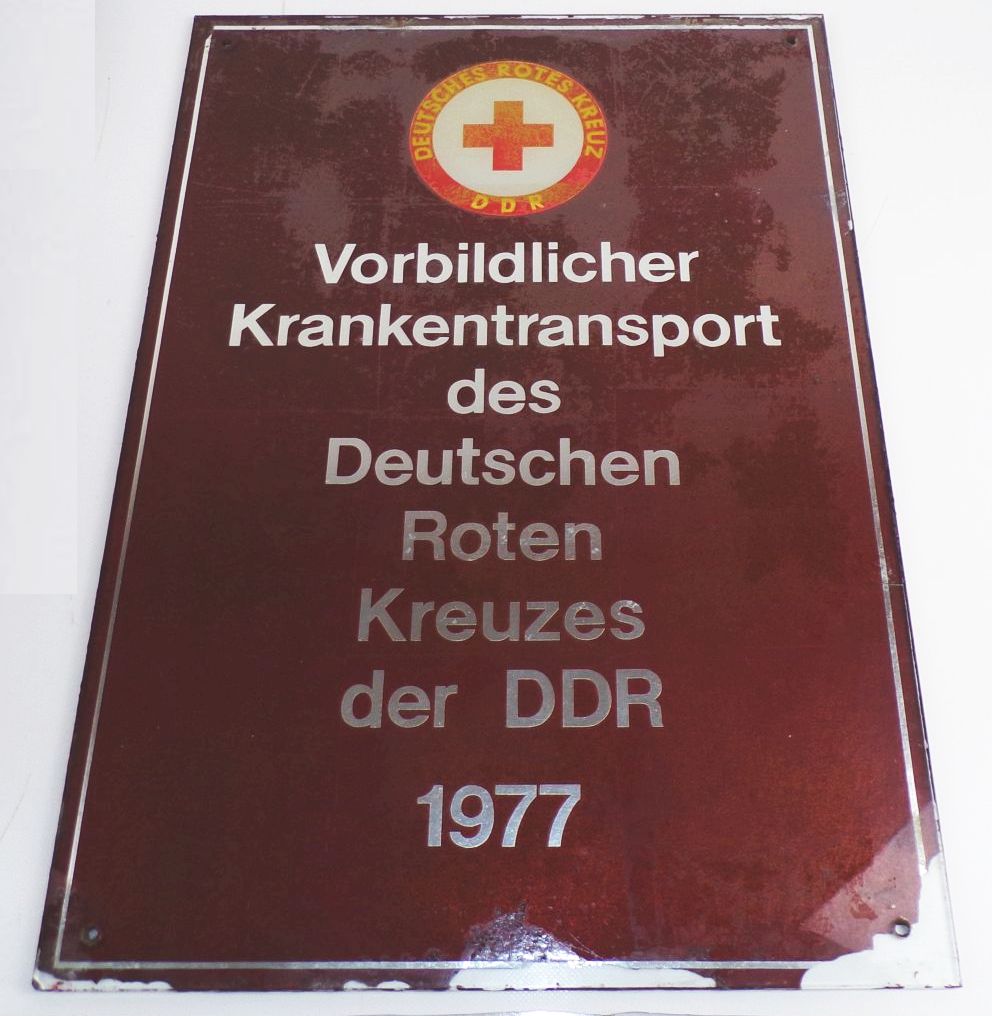 DEUTSCHES ROTES KREUZ
DDR
Vorbildlicher
Krankentransport
des
Deutschen
Roten
Kreuzes
der DDR
1977